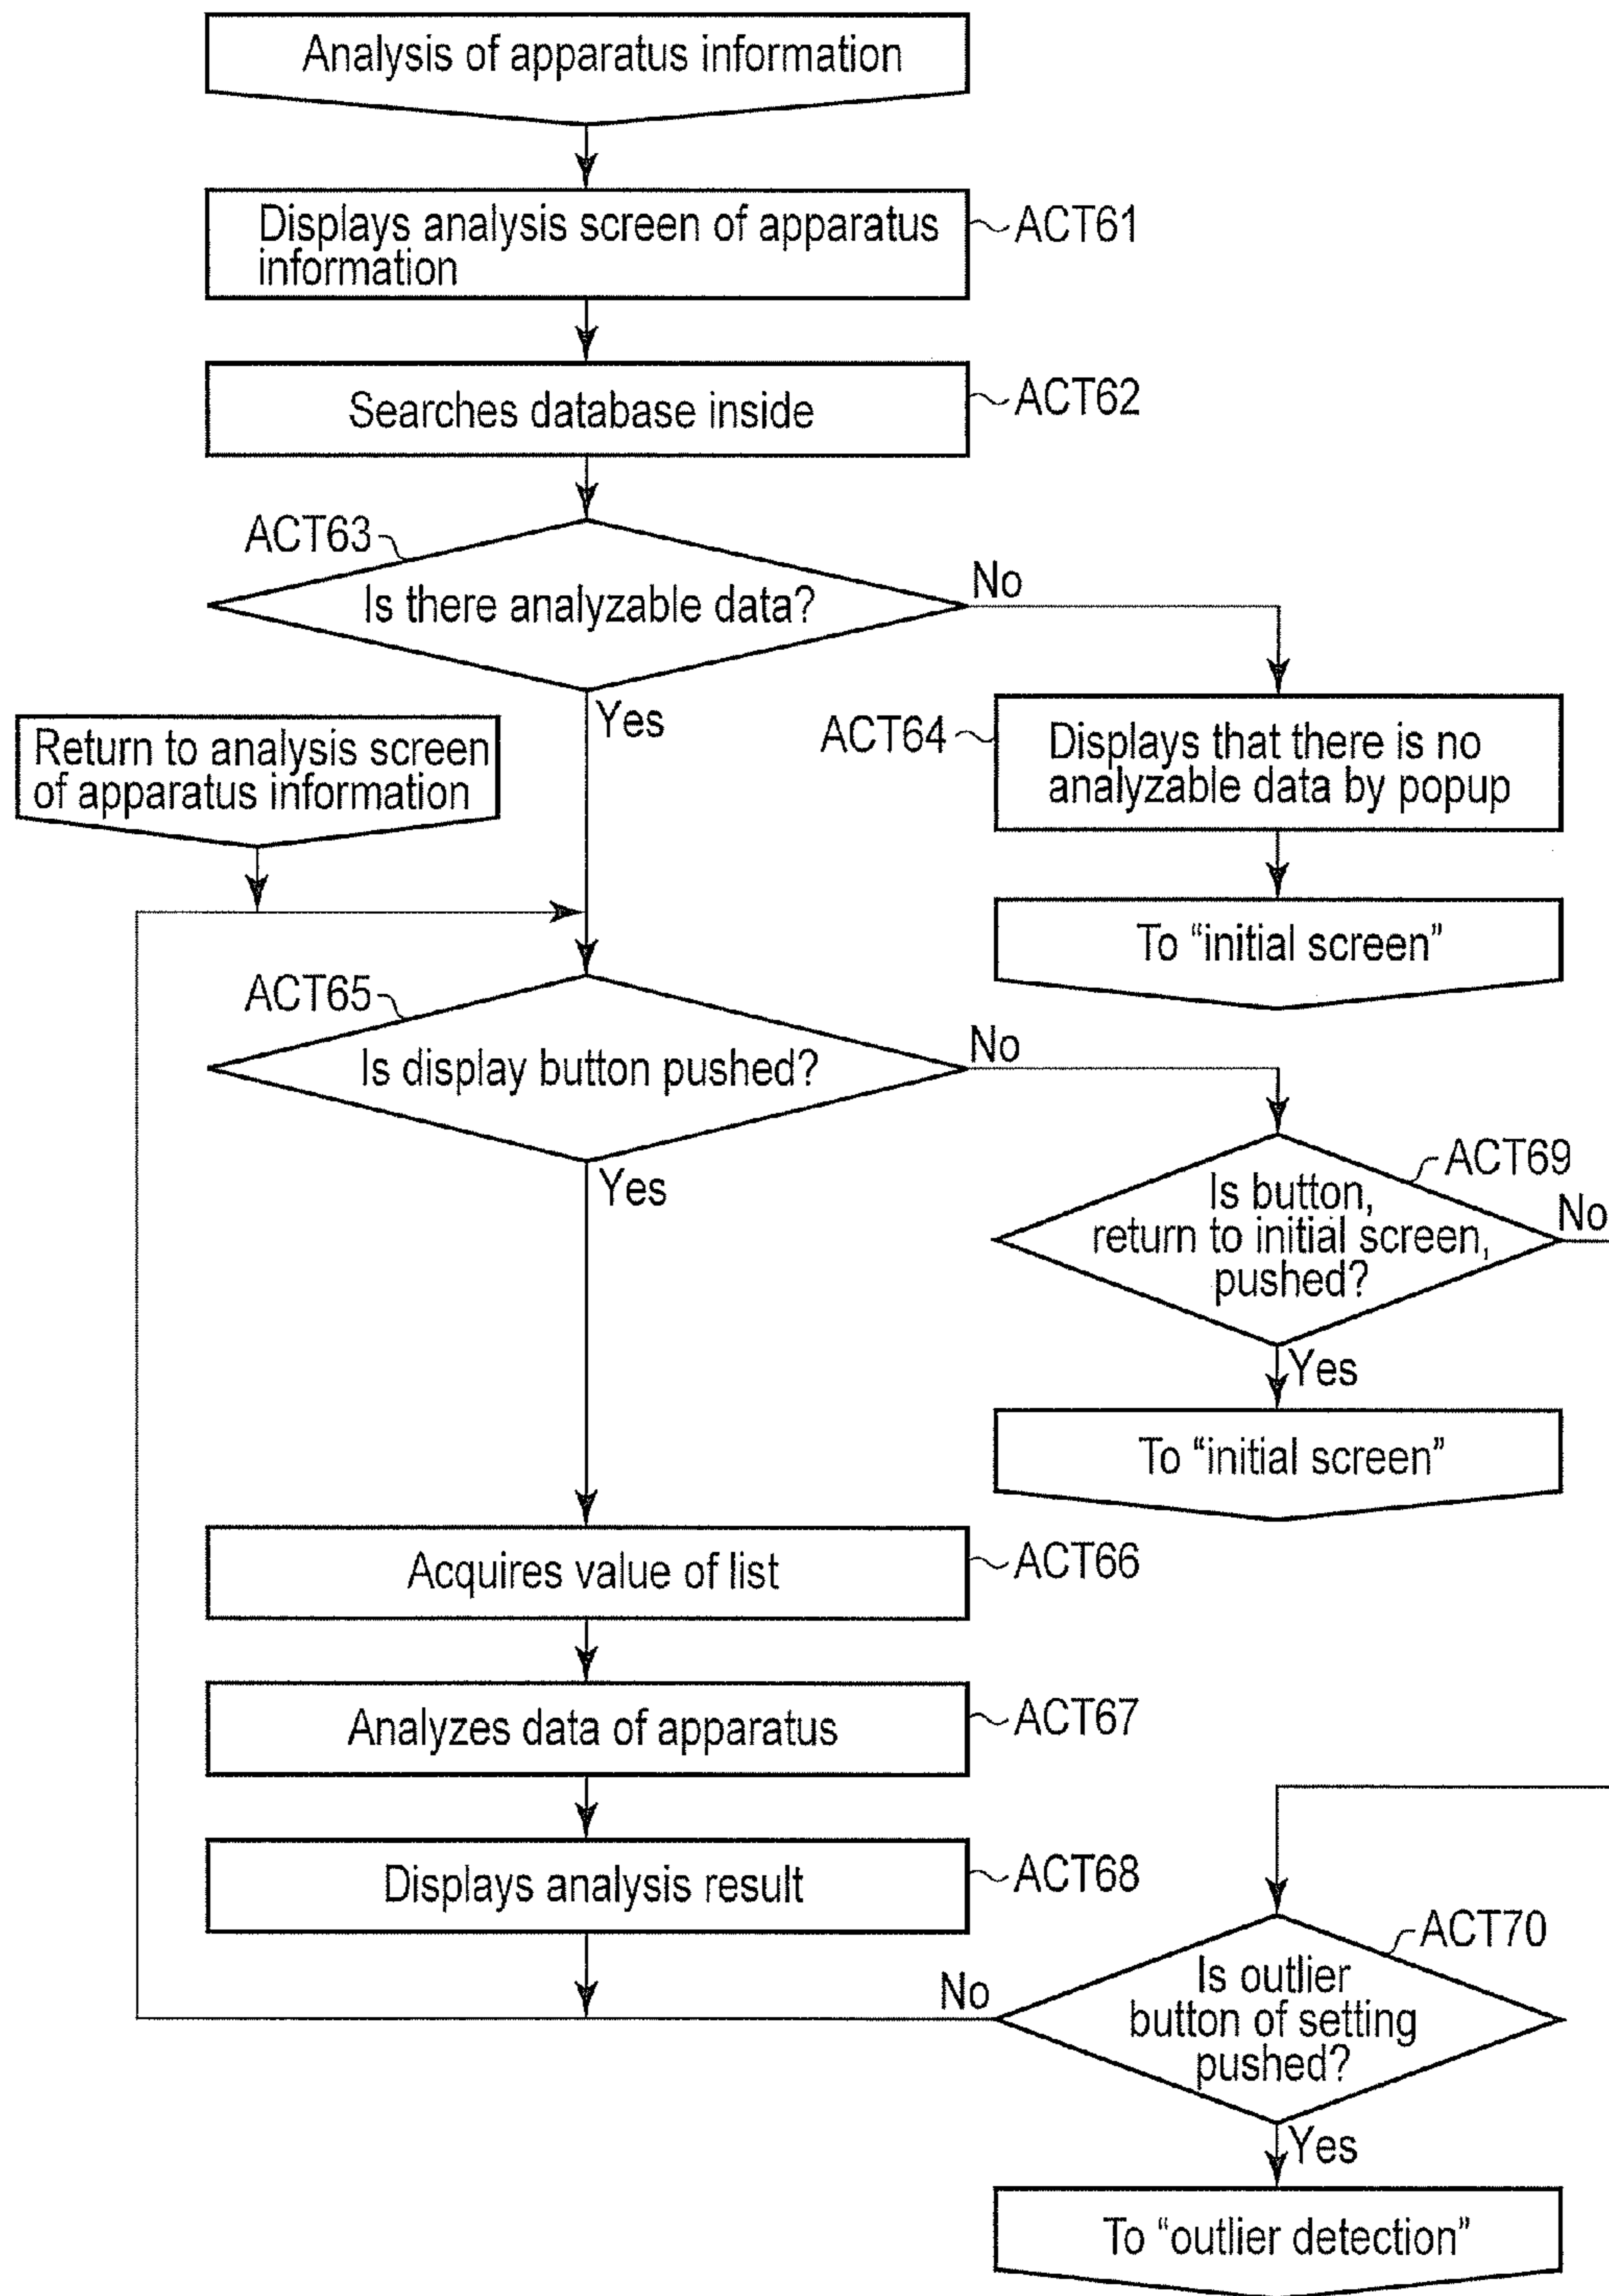 Analysis of apparatus information
Displays analysis screen of apparatus
information
ACT61
Searches database inside
ACT62
ACT63
Is there analyzable data?
No
Yes
Return to analysis screen
of apparatus information
ACT64
Displays that there is no
analyzable data by popup
To “initial screen”
ACT65
Is display button pushed?
No
Yes
ACT69
Is button,
return to initial screen,
pushed?
No
Yes
To “initial screen”
Acquires value of list
ACT66
Analyzes data of apparatus
ACT67
Displays analysis result
ACT68
ACT70
Is outlier
button of setting
pushed?
No
Yes
To “outlier detection”